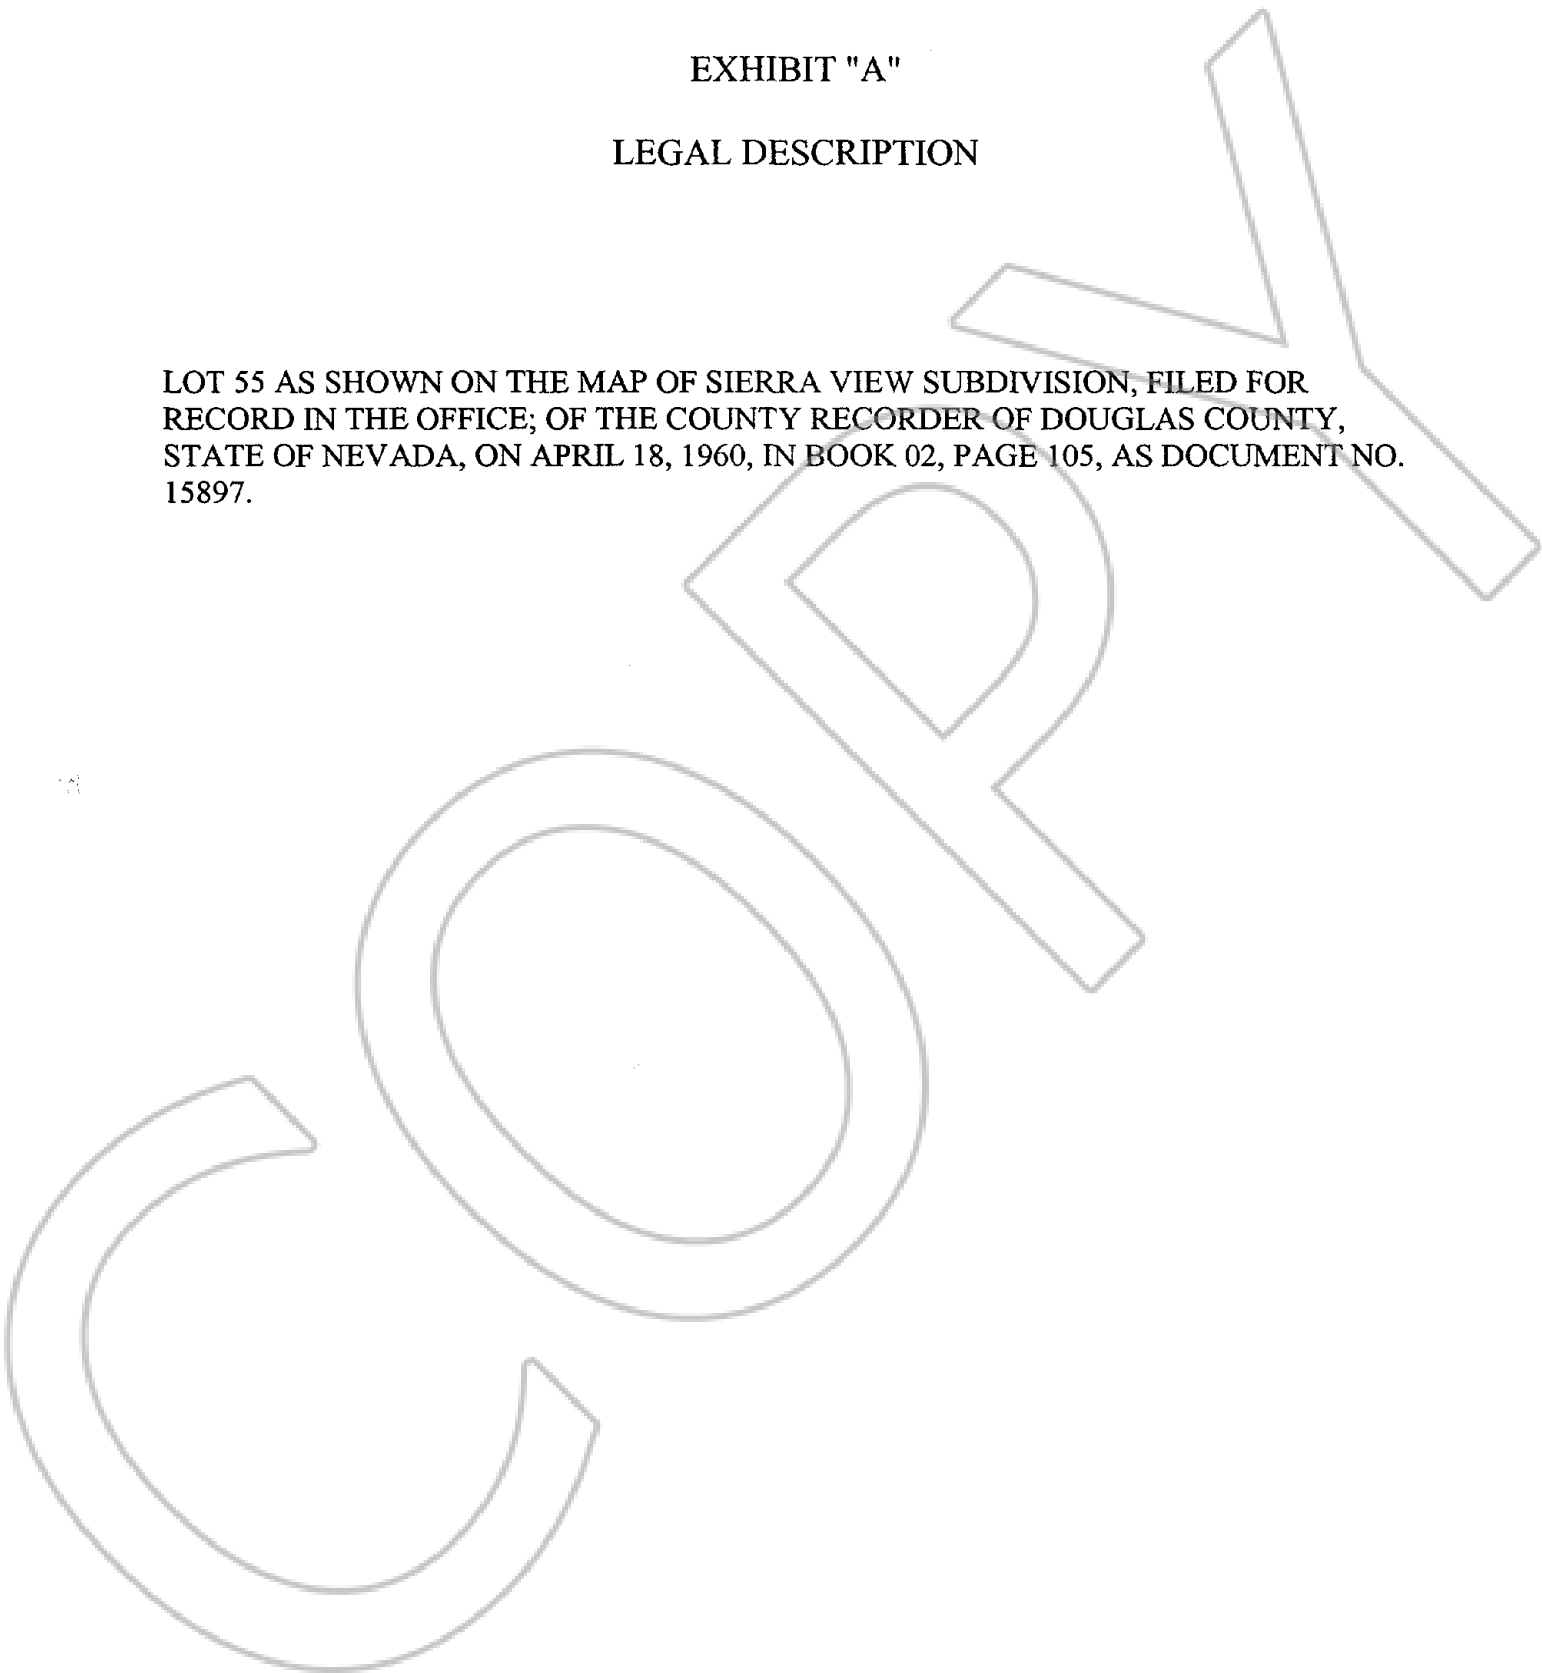 EXHIBIT "A"
LEGAL DESCRIPTION
LOT 55 AS SHOWN ON THE MAP OF SIERRA VIEW SUBDIVISION, FILED FOR
RECORD IN THE OFFICE; OF THE COUNTY RECORDER OF DOUGLAS COUNTY,
STATE OF NEVADA, ON APRIL 18, 1960, IN BOOK 02, PAGE 105, AS DOCUMENT NO.
15897.
COPY